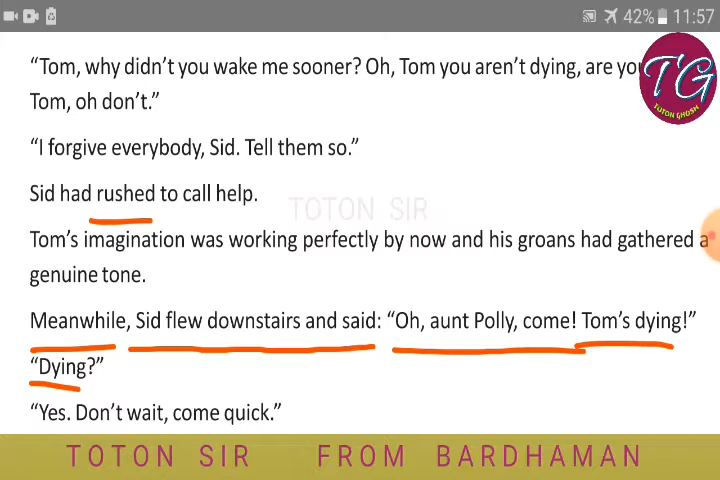 42% 11:57
“Tom, why didn’t you wake me sooner? Oh, Tom you aren’t dying, are you
Tom, oh don’t.”
TG
TOTON GHOSH
“I forgive everybody, Sid. Tell them so.”
Sid had rushed to call help.
TOTON SIR
Tom’s imagination was working perfectly by now and his groans had gathered a
genuine tone.
Meanwhile, Sid flew downstairs and said: “Oh, aunt Polly, come! Tom’s dying!”
“Dying?”
“Yes. Don’t wait, come quick.”
TOTON SIR FROM BARDHAMAN